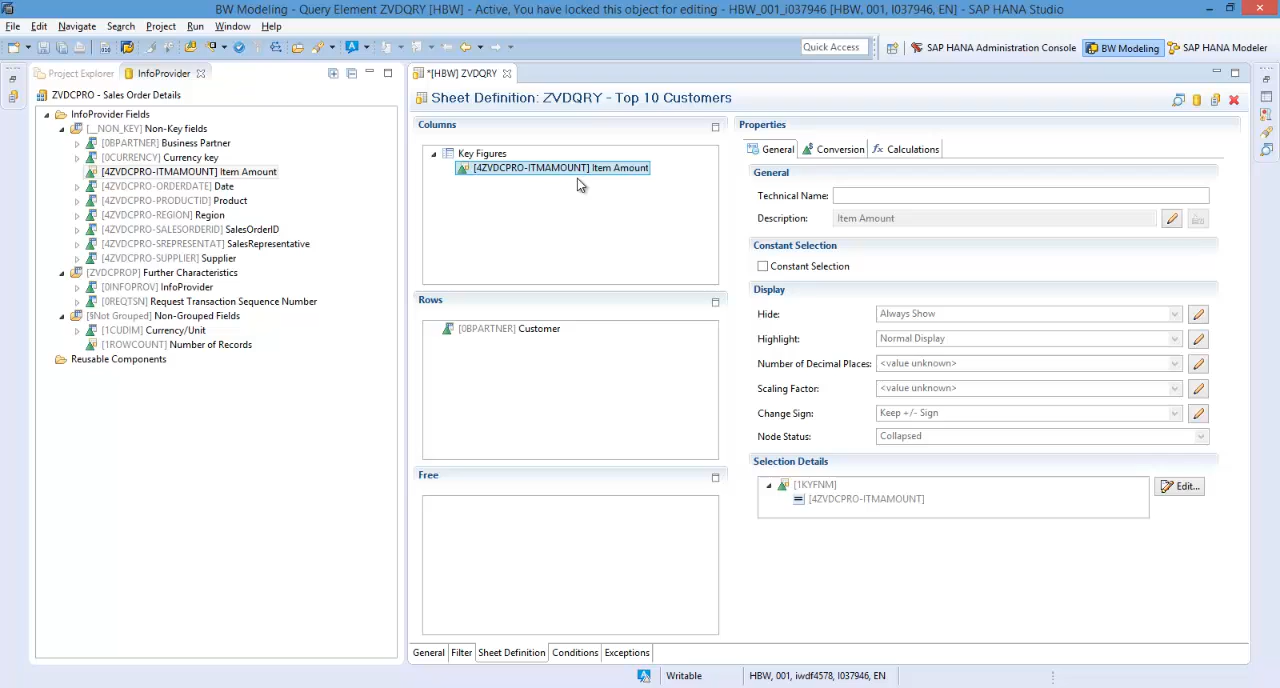 BW Modeling - Query Element ZVDQRY [HBW] - Active, You have locked this object for editing - HBW_001_i037946 [HBW, 001, I037946, EN] - SAP HANA Studio
File Edit Navigate Search Project Run Window Help
Quick Access SAP HANA Administration Console BW Modeling SAP HANA Modeler
Project Explorer InfoProvider
ZVDCPRO - Sales Order Details
InfoProvider Fields
[__NON_KEY] Non-Key fields
[0BPARTNER] Business Partner
[0CURRENCY] Currency key
[4ZVDCPRO-ITMAMOUNT] Item Amount
[4ZVDCPRO-ORDERDATE] Date
[4ZVDCPRO-PRODUCTID] Product
[4ZVDCPRO-REGION] Region
[4ZVDCPRO-SALESORDERID] SalesOrderID
[4ZVDCPRO-SREPRESENTAT] SalesRepresentative
[4ZVDCPRO-SUPPLIER] Supplier
[ZVDCPROP] Further Characteristics
[0INFOPROV] InfoProvider
[0REQTSN] Request Transaction Sequence Number
[§Not Grouped] Non-Grouped Fields
[1CUDIM] Currency/Unit
[1ROWCOUNT] Number of Records
Reusable Components
*[HBW] ZVDQRY
Sheet Definition: ZVDQRY - Top 10 Customers
Columns
Key Figures
[4ZVDCPRO-ITMAMOUNT] Item Amount
Rows
[0BPARTNER] Customer
Free
Properties
General Conversion Calculations
General
Technical Name:
Description: Item Amount
Constant Selection
Constant Selection
Display
Hide: Always Show
Highlight: Normal Display
Number of Decimal Places: <value unknown>
Scaling Factor: <value unknown>
Change Sign: Keep +/- Sign
Node Status: Collapsed
Selection Details
[1KYFNM]
[4ZVDCPRO-ITMAMOUNT]
Edit...
General Filter Sheet Definition Conditions Exceptions
Writable HBW, 001, iwdf4578, I037946, EN